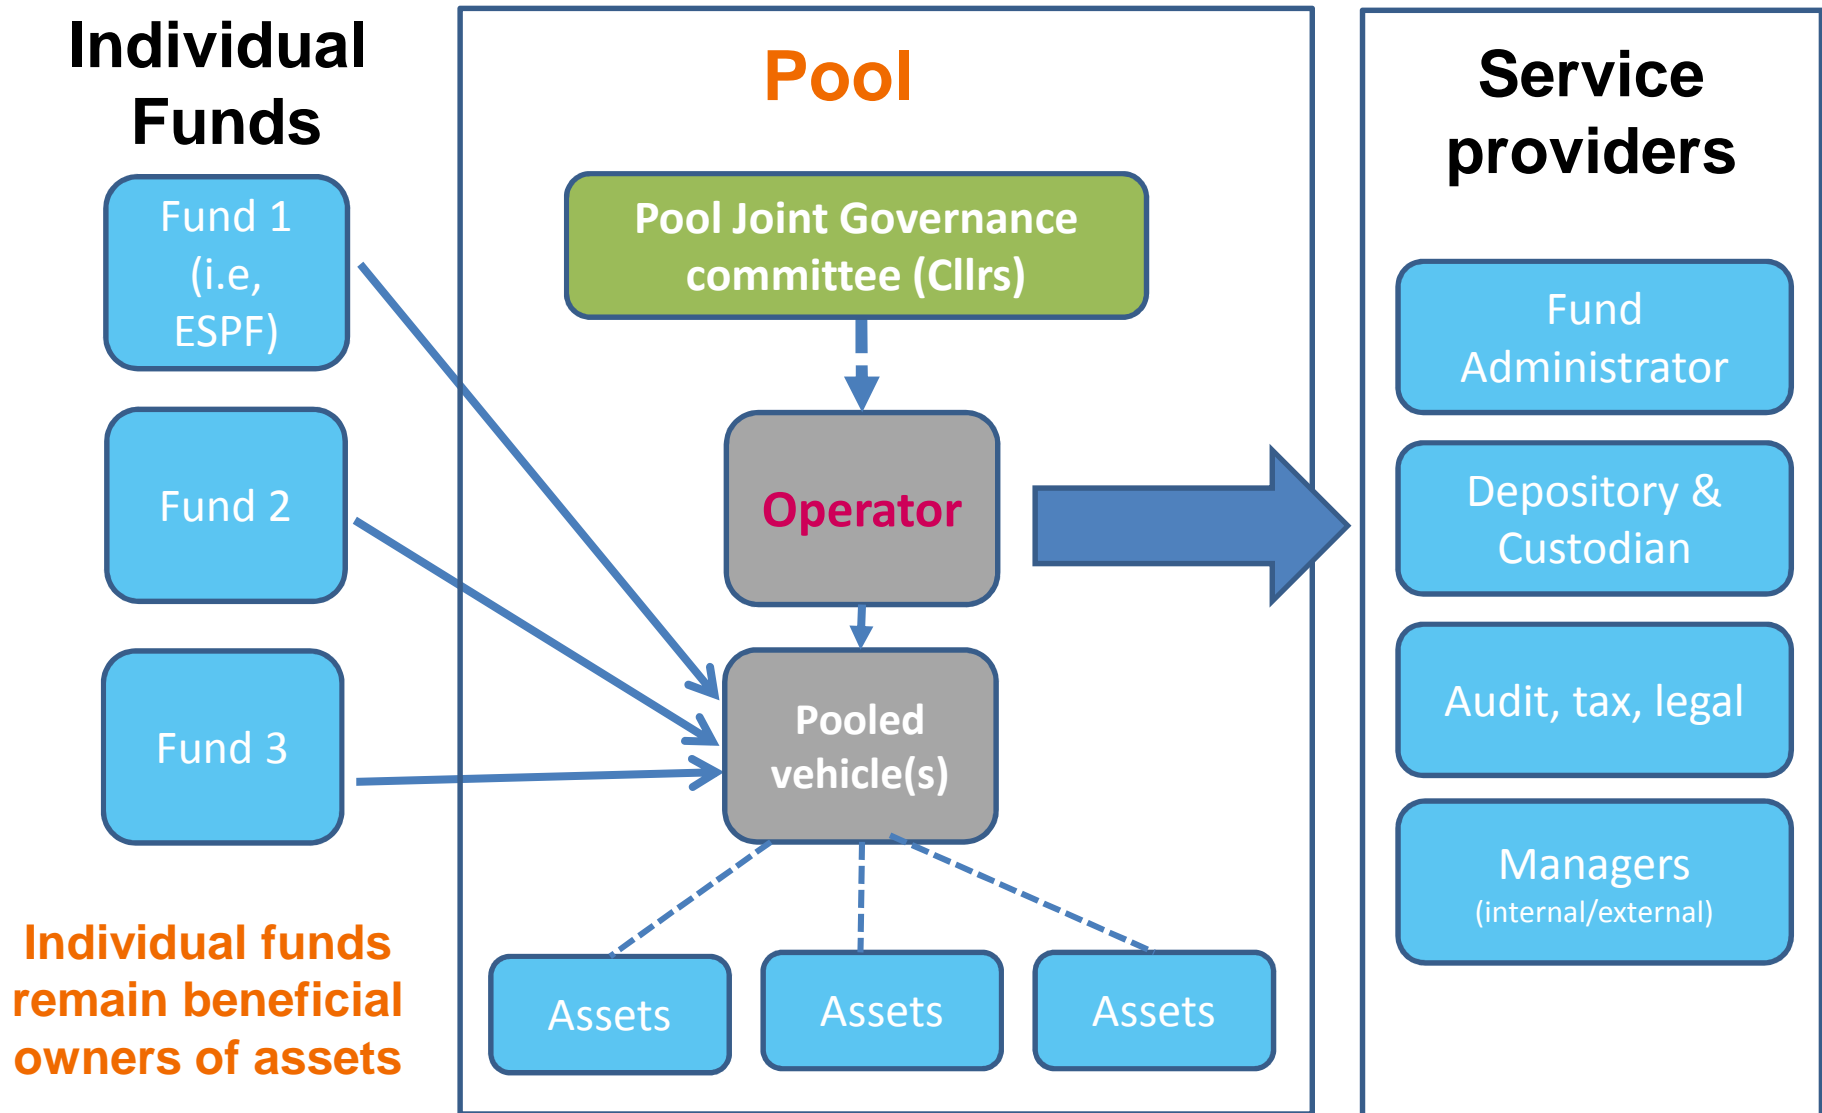 Individual
Funds
Fund 1
(i.e,
ESPF)
Fund 2
Fund 3
Individual funds
remain beneficial
owners of assets
Pool
Pool Joint Governance
committee (Cllrs)
Operator
Pooled
vehicle(s)
Assets
Assets
Assets
Service
providers
Fund
Administrator
Depository &
Custodian
Audit, tax, legal
Managers
(internal/external)